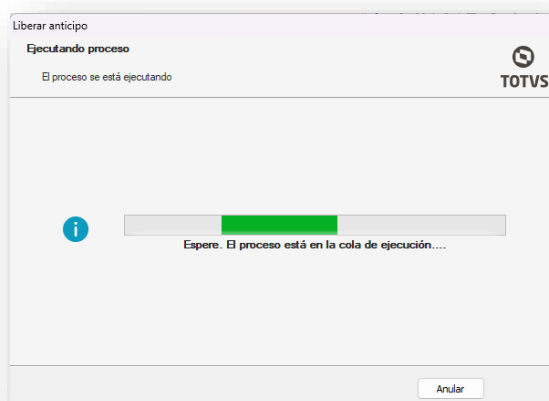 Liberar anticipo
Ejecutando proceso
El proceso se está ejecutando
TOTVS
Espere. El proceso está en la cola de ejecución....
Anular